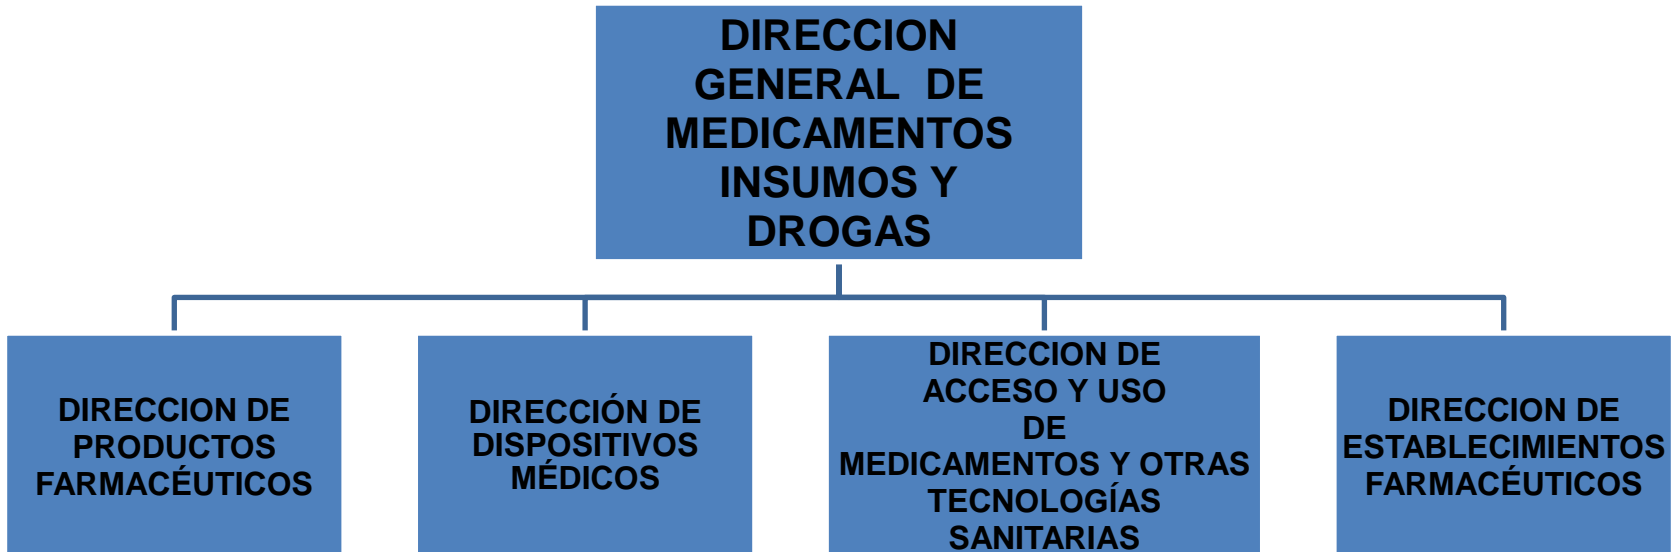 DIRECCION
GENERAL DE
MEDICAMENTOS
INSUMOS Y
DROGAS
DIRECCION DE
PRODUCTOS
FARMACÉUTICOS
DIRECCIÓN DE
DISPOSITIVOS
MÉDICOS
DIRECCION DE
ACCESO Y USO
DE
MEDICAMENTOS Y OTRAS
TECNOLOGÍAS
SANITARIAS
DIRECCION DE
ESTABLECIMIENTOS
FARMACÉUTICOS